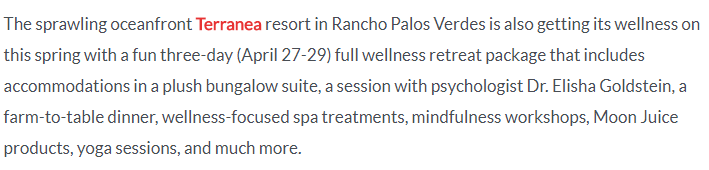 The sprawling oceanfront Terranea resort in Rancho Palos Verdes is also getting its wellness on
this spring with a fun three-day (April 27-29) full wellness retreat package that includes
accommodations in a plush bungalow suite, a session with psychologist Dr. Elisha Goldstein, a
farm-to-table dinner, wellness-focused spa treatments, mindfulness workshops, Moon Juice
products, yoga sessions, and much more.